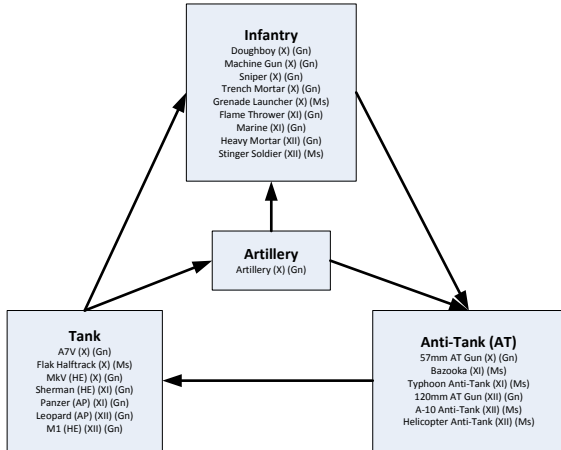 Infantry
Doughboy (X) (Gn)
Machine Gun (X) (Gn)
Sniper (X) (Gn)
Trench Mortar (X) (Gn)
Grenade Launcher (X) (Ms)
Flame Thrower (XI) (Gn)
Marine (XI) (Gn)
Heavy Mortar (XII) (Gn)
Stinger Soldier (XII) (Ms)
Artillery
Artillery (X) (Gn)
Tank
A7V (X) (Gn)
Flak Halftrack (X) (Ms)
MkV (HE) (X) (Gn)
Sherman (HE) (XI) (Gn)
Panzer (AP) (XI) (Gn)
Leopard (AP) (XII) (Gn)
M1 (HE) (XII) (Gn)
Anti-Tank (AT)
57mm AT Gun (X) (Gn)
Bazooka (XI) (Ms)
Typhoon Anti-Tank (XI) (Ms)
120mm AT Gun (XII) (Gn)
A-10 Anti-Tank (XII) (Ms)
Helicopter Anti-Tank (XII) (Ms)